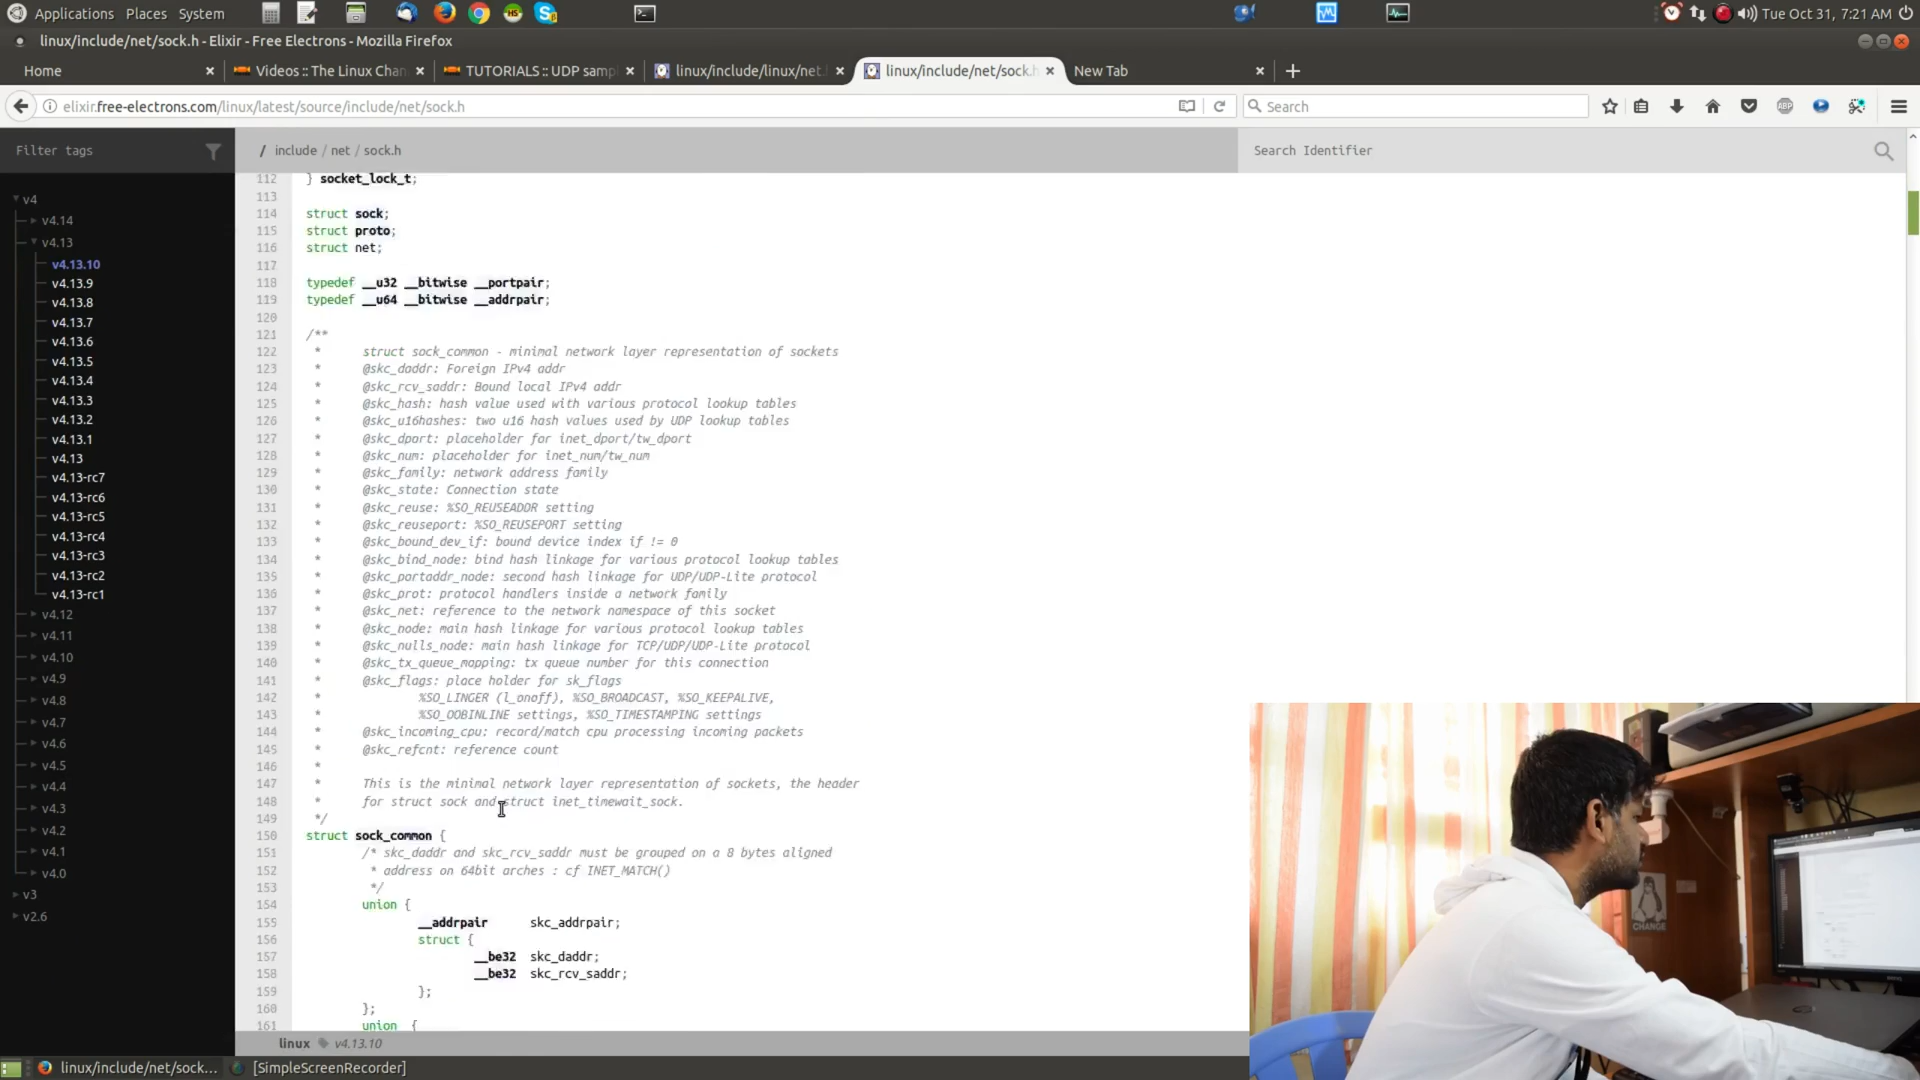 Applications Places System
Tue Oct 31, 7:21 AM
linux/include/net/sock.h - Elixir - Free Electrons - Mozilla Firefox
Home
Videos :: The Linux Chan
TUTORIALS :: UDP samp
linux/include/linux/net.
linux/include/net/sock.h
New Tab
elixir.free-electrons.com/linux/latest/source/include/net/sock.h
Search
Filter tags
/ include / net / sock.h
Search Identifier
v4
v4.14
v4.13
v4.13.10
v4.13.9
v4.13.8
v4.13.7
v4.13.6
v4.13.5
v4.13.4
v4.13.3
v4.13.2
v4.13.1
v4.13
v4.13-rc7
v4.13-rc6
v4.13-rc5
v4.13-rc4
v4.13-rc3
v4.13-rc2
v4.13-rc1
v4.12
v4.11
v4.10
v4.9
v4.8
v4.7
v4.6
v4.5
v4.4
v4.3
v4.2
v4.1
v4.0
v3
v2.6
112 } socket_lock_t;
113
114 struct sock;
115 struct proto;
116 struct net;
117
118 typedef __u32 __bitwise __portpair;
119 typedef __u64 __bitwise __addrpair;
120
121 /**
122 * struct sock_common - minimal network layer representation of sockets
123 * @skc_daddr: Foreign IPv4 addr
124 * @skc_rcv_saddr: Bound local IPv4 addr
125 * @skc_hash: hash value used with various protocol lookup tables
126 * @skc_u16hashes: two u16 hash values used by UDP lookup tables
127 * @skc_dport: placeholder for inet_dport/tw_dport
128 * @skc_num: placeholder for inet_num/tw_num
129 * @skc_family: network address family
130 * @skc_state: Connection state
131 * @skc_reuse: %SO_REUSEADDR setting
132 * @skc_reuseport: %SO_REUSEPORT setting
133 * @skc_bound_dev_if: bound device index if != 0
134 * @skc_bind_node: bind hash linkage for various protocol lookup tables
135 * @skc_portaddr_node: second hash linkage for UDP/UDP-Lite protocol
136 * @skc_prot: protocol handlers inside a network family
137 * @skc_net: reference to the network namespace of this socket
138 * @skc_node: main hash linkage for various protocol lookup tables
139 * @skc_nulls_node: main hash linkage for TCP/UDP/UDP-Lite protocol
140 * @skc_tx_queue_mapping: tx queue number for this connection
141 * @skc_flags: place holder for sk_flags
142 * %SO_LINGER (l_onoff), %SO_BROADCAST, %SO_KEEPALIVE,
143 * %SO_OOBINLINE settings, %SO_TIMESTAMPING settings
144 * @skc_incoming_cpu: record/match cpu processing incoming packets
145 * @skc_refcnt: reference count
146 *
147 * This is the minimal network layer representation of sockets, the header
148 * for struct sock and struct inet_timewait_sock.
149 */
150 struct sock_common {
151 /* skc_daddr and skc_rcv_saddr must be grouped on a 8 bytes aligned
152 * address on 64bit arches : cf INET_MATCH()
153 */
154 union {
155 __addrpair skc_addrpair;
156 struct {
157 __be32 skc_daddr;
158 __be32 skc_rcv_saddr;
159 };
160 };
161 union {
linux v4.13.10
CHANGE
linux/include/net/sock...
[SimpleScreenRecorder]